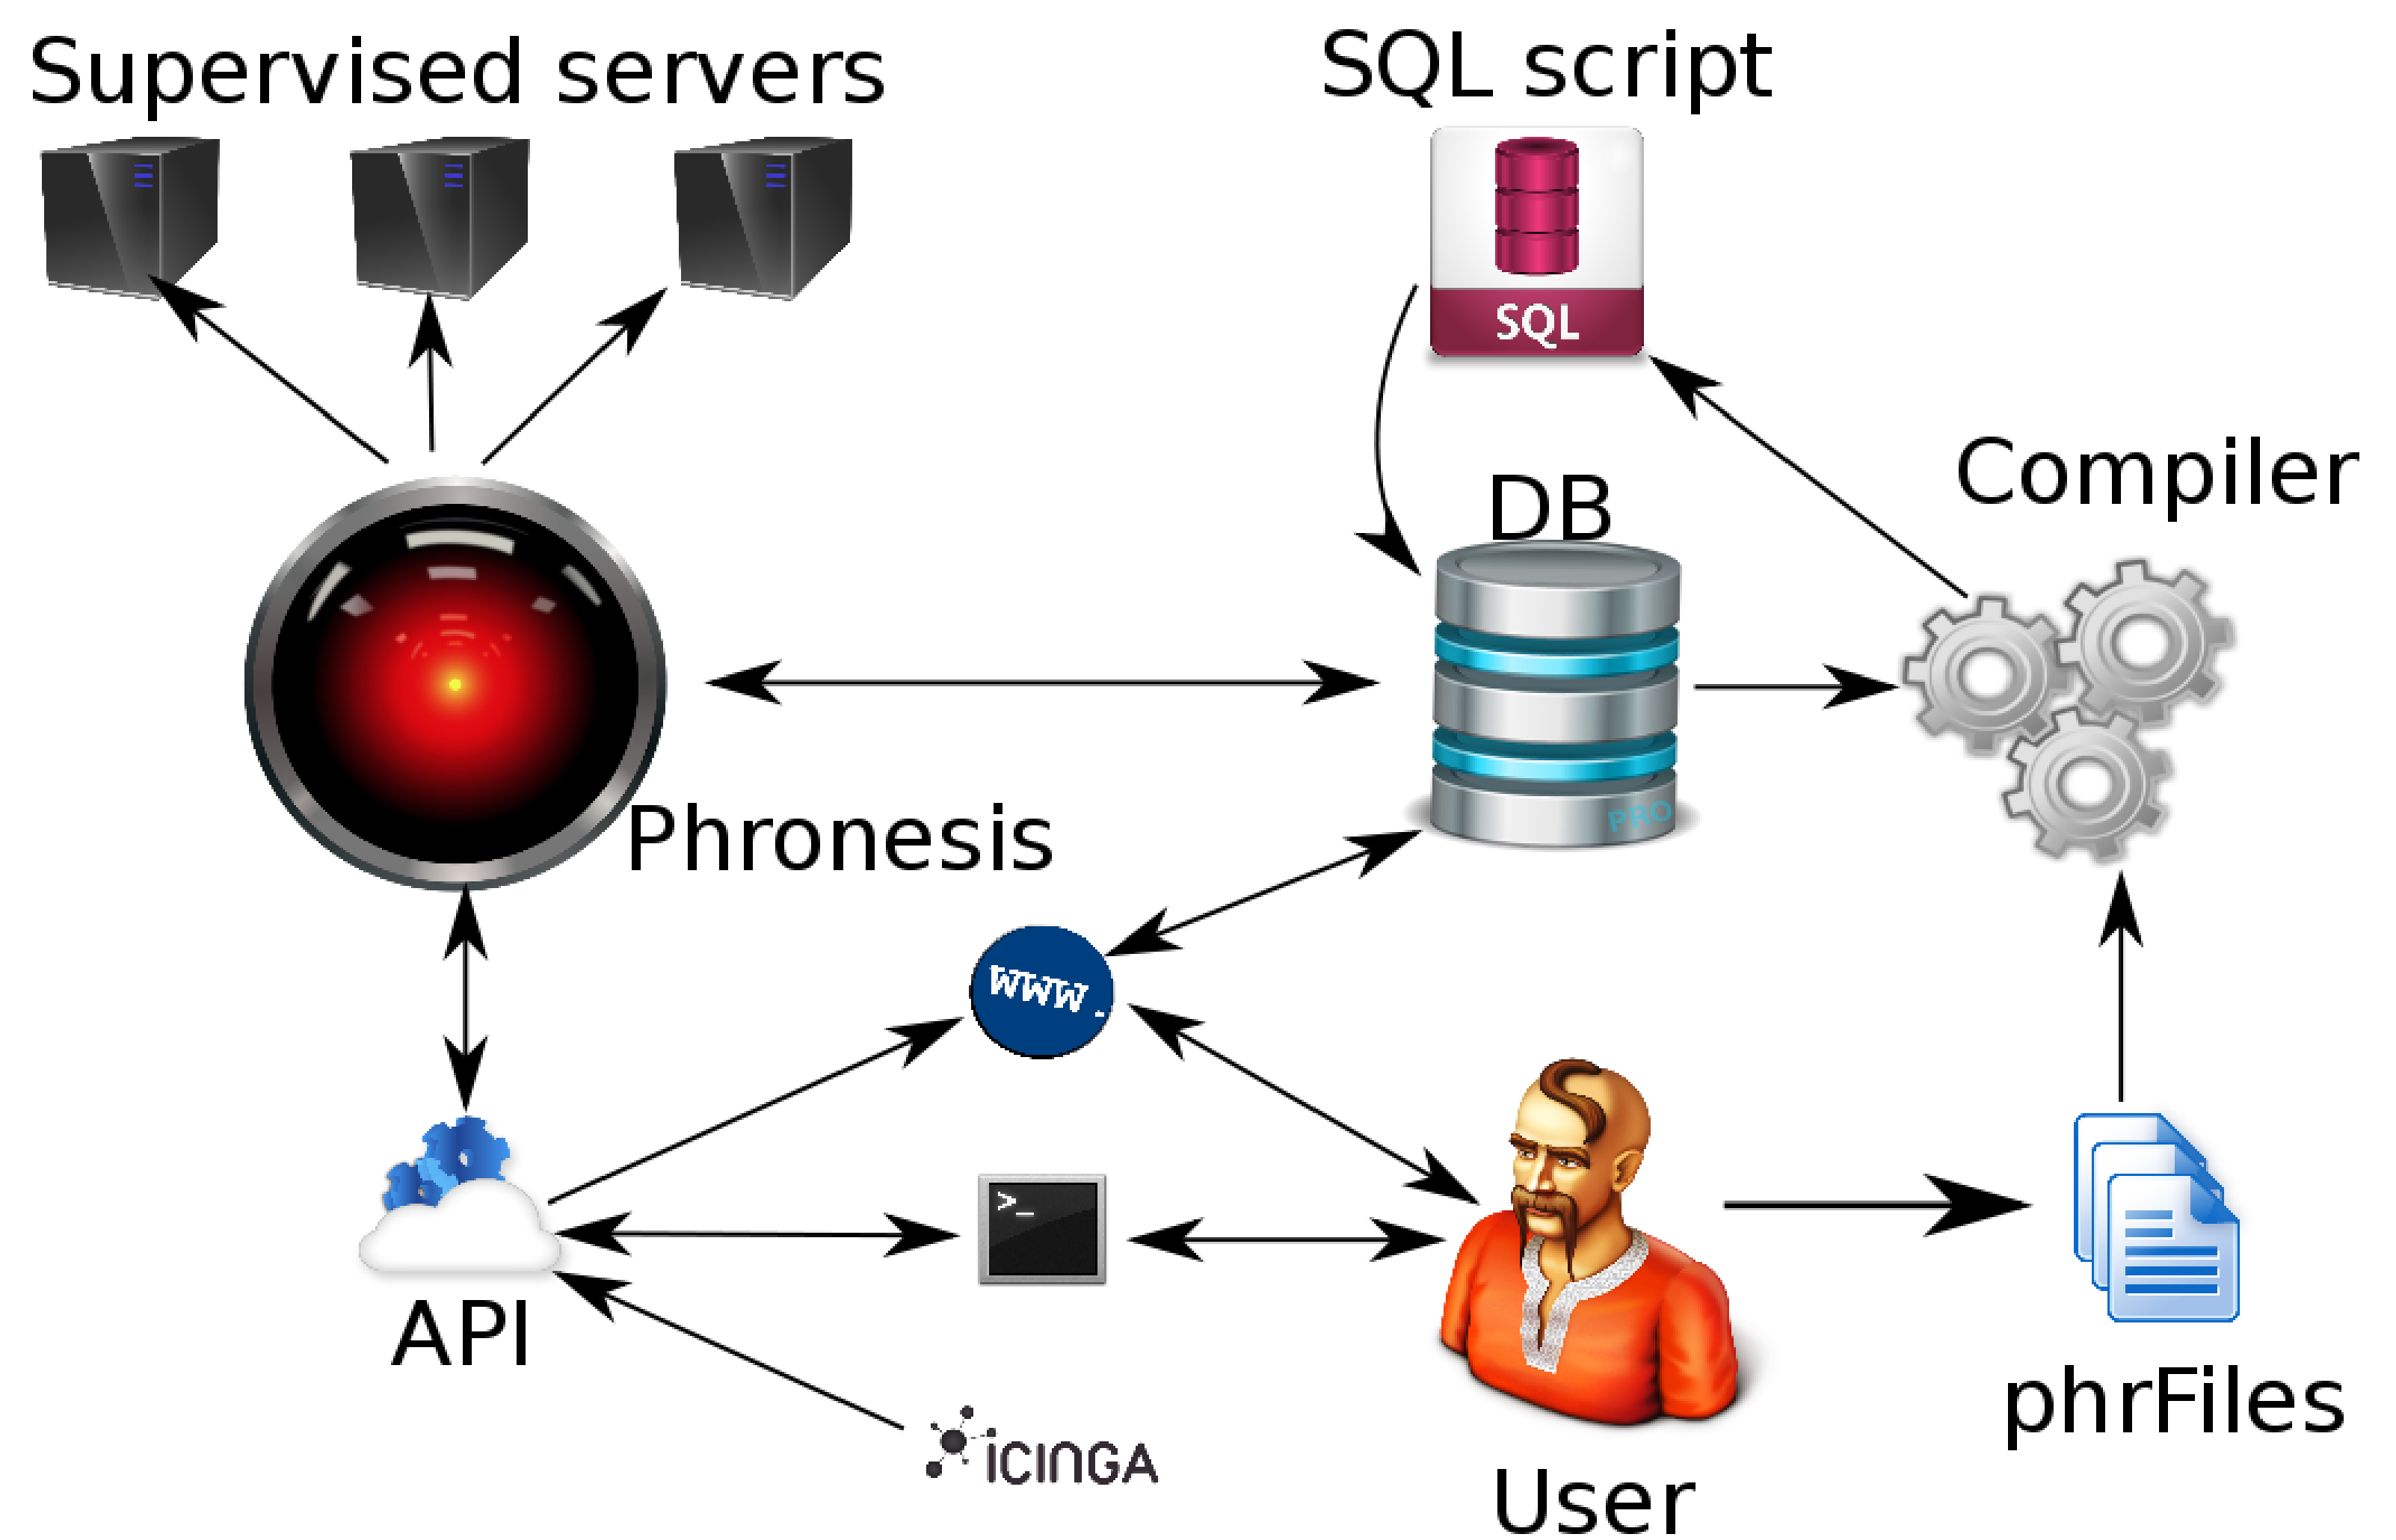 Supervised servers
SQL script
SQL
Compiler
DB
PRO
Phronesis
www.
>_
API
icinga
phrFiles
User